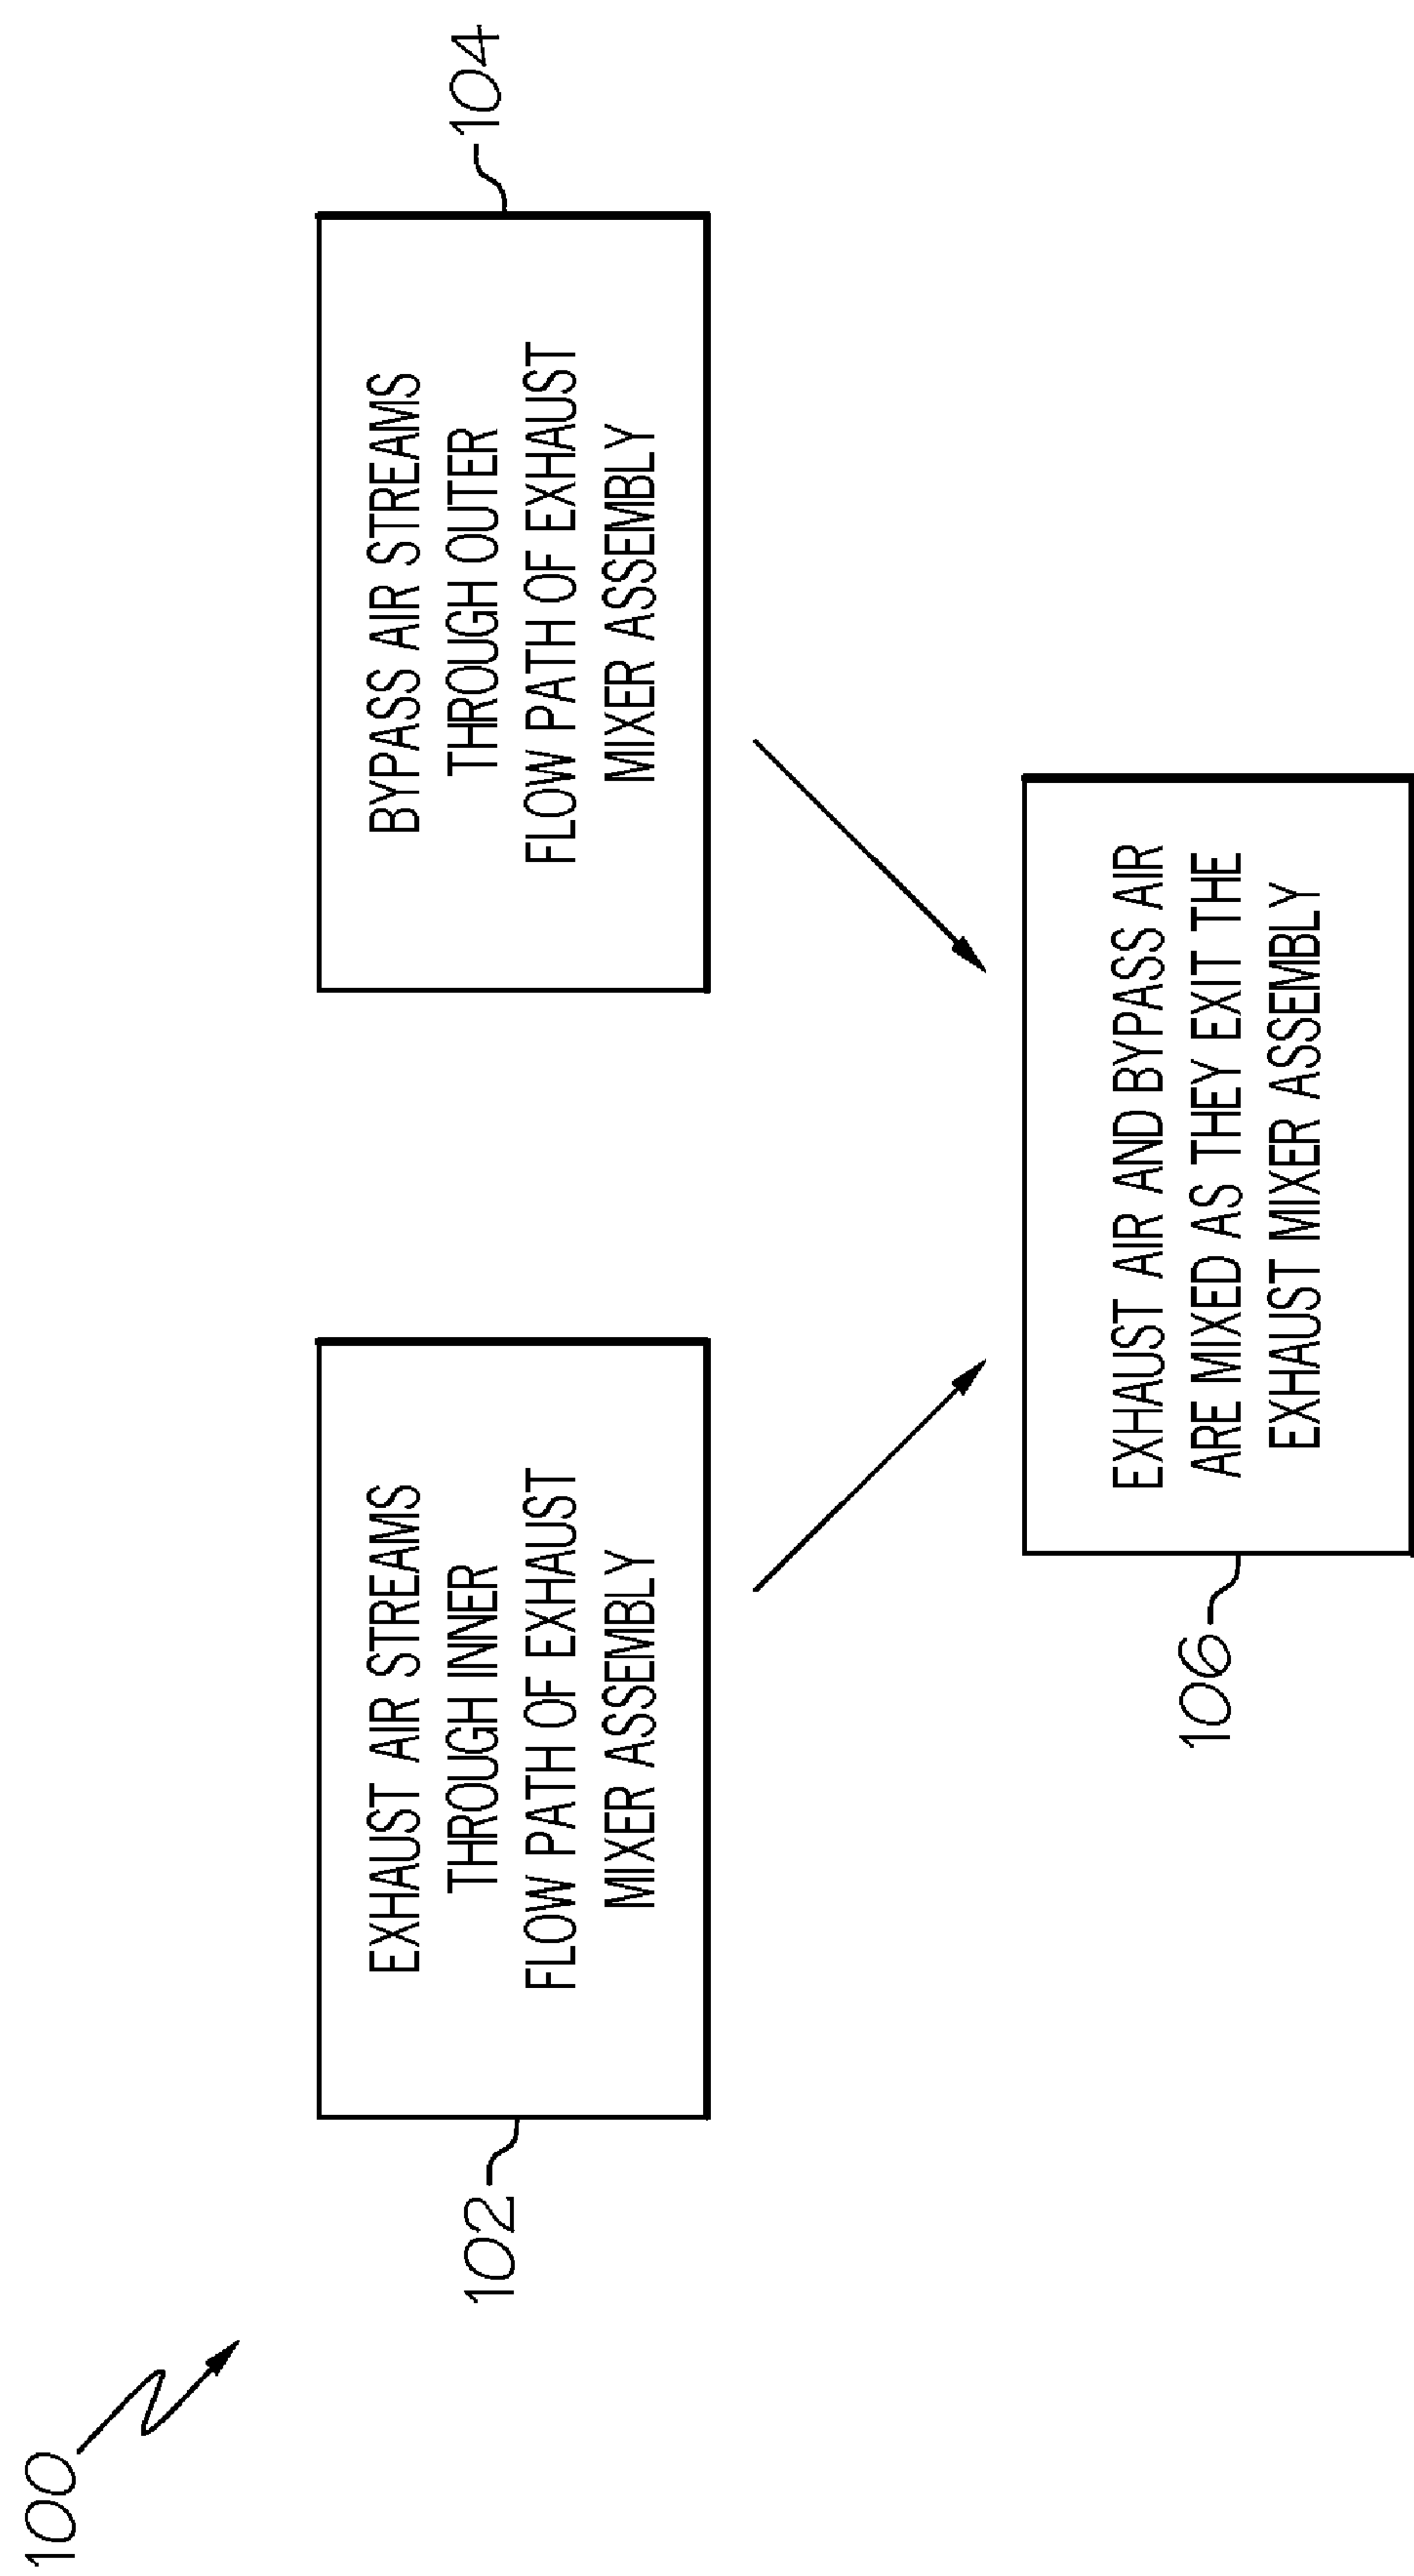 100
102
EXHAUST AIR STREAMS
THROUGH INNER
FLOW PATH OF EXHAUST
MIXER ASSEMBLY
BYPASS AIR STREAMS
THROUGH OUTER
FLOW PATH OF EXHAUST
MIXER ASSEMBLY
104
106
EXHAUST AIR AND BYPASS AIR
ARE MIXED AS THEY EXIT THE
EXHAUST MIXER ASSEMBLY